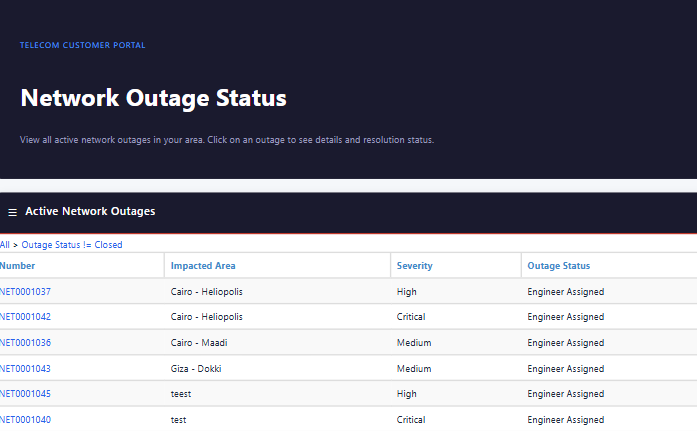 TELECOM CUSTOMER PORTAL
Network Outage Status
View all active network outages in your area. Click on an outage to see details and resolution status.
☰ Active Network Outages
All > Outage Status != Closed
Number Impacted Area Severity Outage Status
NET0001037 Cairo - Heliopolis High Engineer Assigned
NET0001042 Cairo - Heliopolis Critical Engineer Assigned
NET0001036 Cairo - Maadi Medium Engineer Assigned
NET0001043 Giza - Dokki Medium Engineer Assigned
NET0001045 teest High Engineer Assigned
NET0001040 test Critical Engineer Assigned